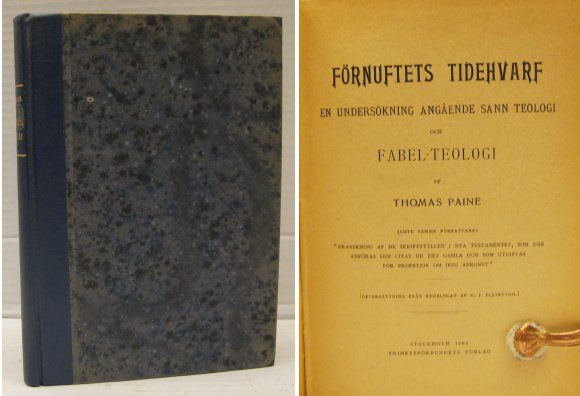 FÖRNUFTETS TIDEHVARF
EN UNDERSÖKNING ANGÅENDE SANN TEOLOGI
OCH
FABEL-TEOLOGI
AF
THOMAS PAINE
JÄMTE SAMME FÖRFATTARES
"GRANSKNING AF DE SKRIFTSTÄLLEN I NYA TESTAMENTET, SOM DÄR
ANFÖRAS SOM CITAT UR DET GAMLA OCH SOM UTGIFVAS
FÖR PROFETIOR OM JESU ANKOMST"
(ÖFVERSÄTTNING FRÅN ENGELSKAN AF J. ELLINGTON.)
STOCKHOLM
FRIHETSFÖRBUNDETS FÖRLAG